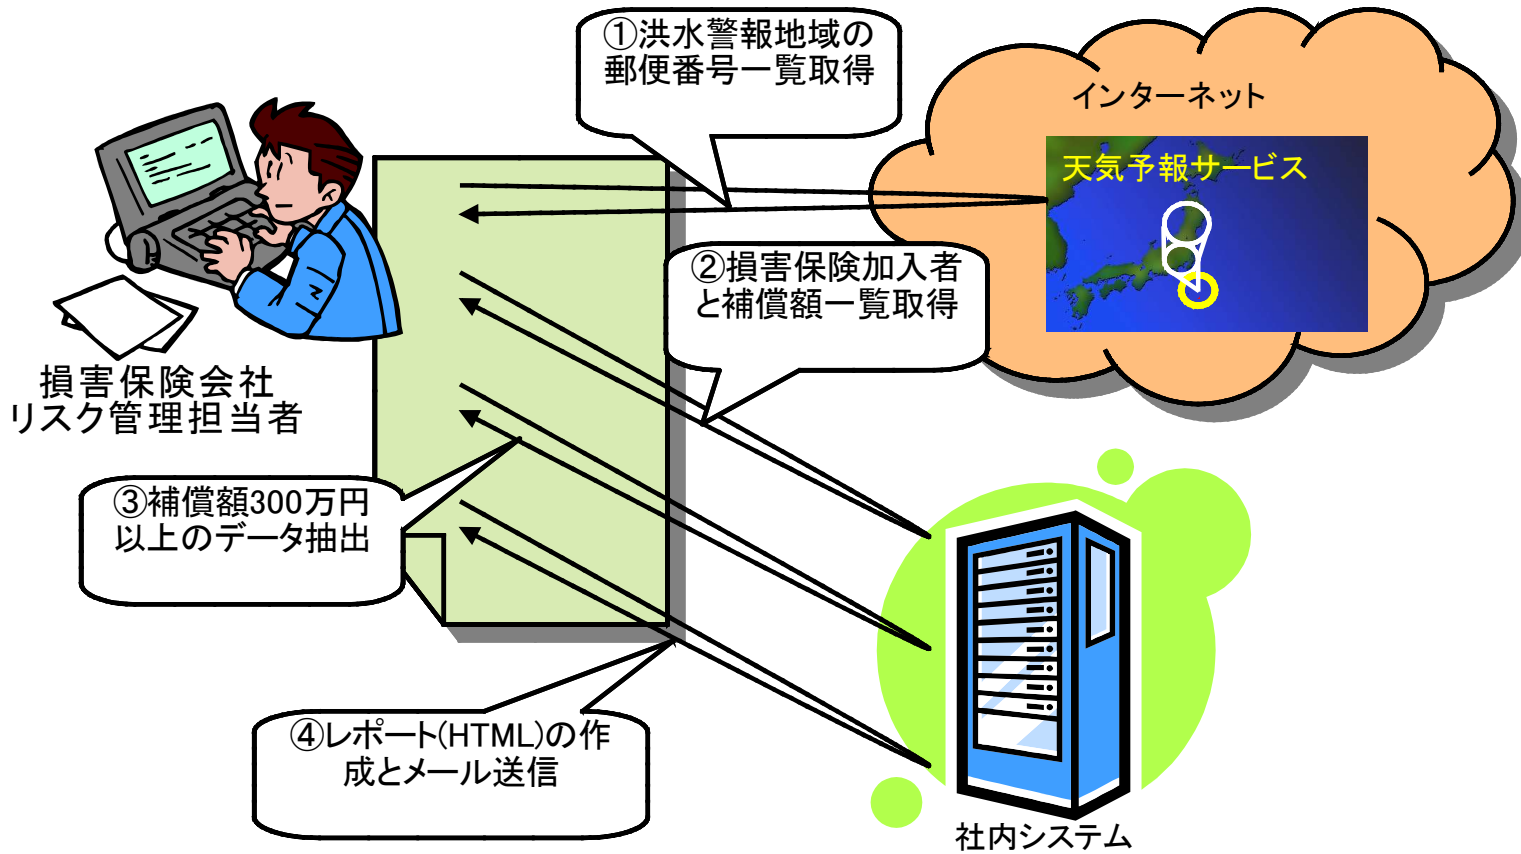 ①洪水警報地域の
郵便番号一覧取得
インターネット
天気予報サービス
②損害保険加入者
と補償額一覧取得
損害保険会社
リスク管理担当者
③補償額300万円
以上のデータ抽出
④レポート(HTML)の作
成とメール送信
社内システム